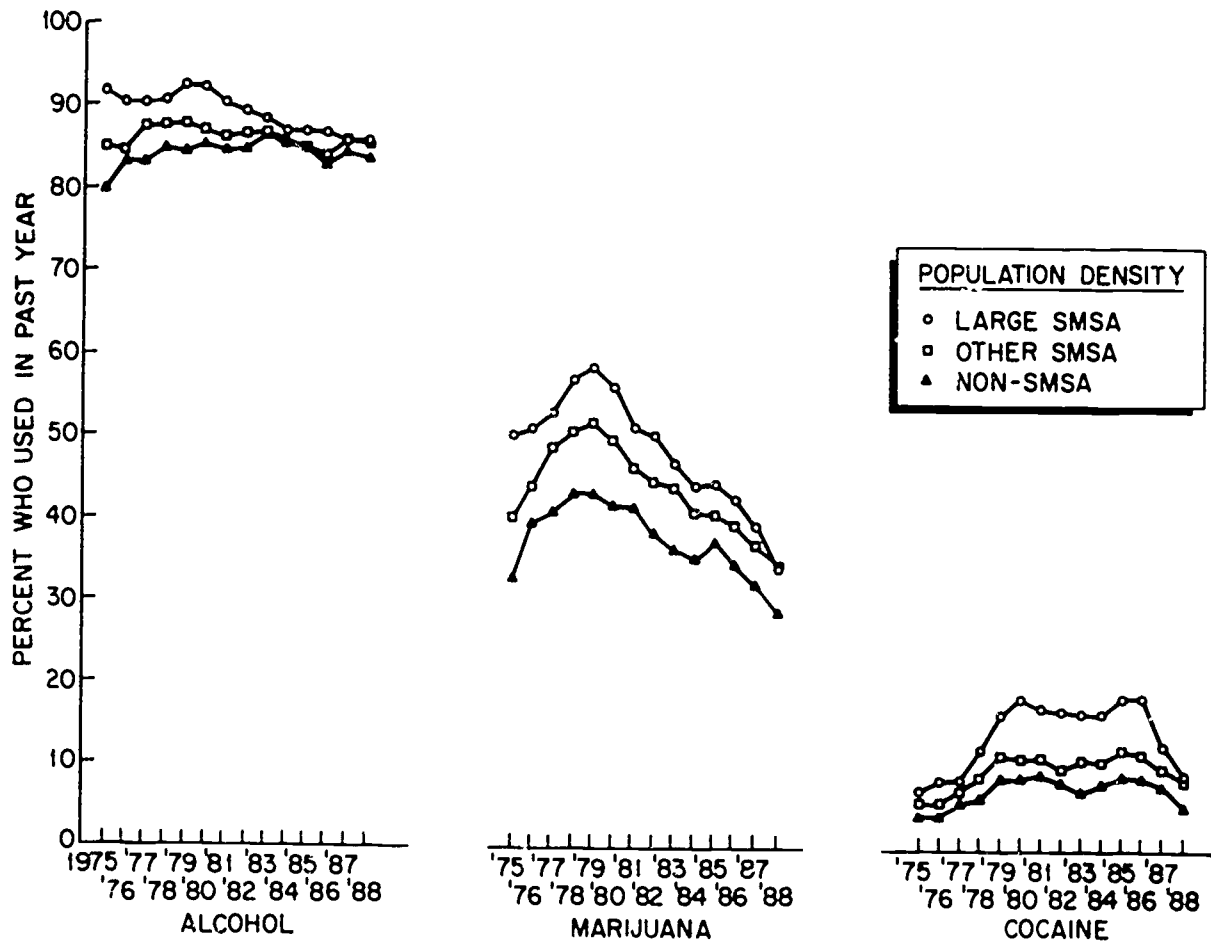 PERCENT WHO USED IN PAST YEAR
100
90
80
70
60
50
40
30
20
10
0
POPULATION DENSITY
LARGE SMSA
OTHER SMSA
NON-SMSA
1975 '77 '79 '81 '83 '85 '87
'76 '78 '80 '82 '84 '86 '88
ALCOHOL
'75 '77 '79 '81 '83 '85 '87
'76 '78 '80 '82 '84 '86 '88
MARIJUANA
'75 '77 '79 '81 '83 '85 '87
'76 '78 '80 '82 '84 '86 '88
COCAINE